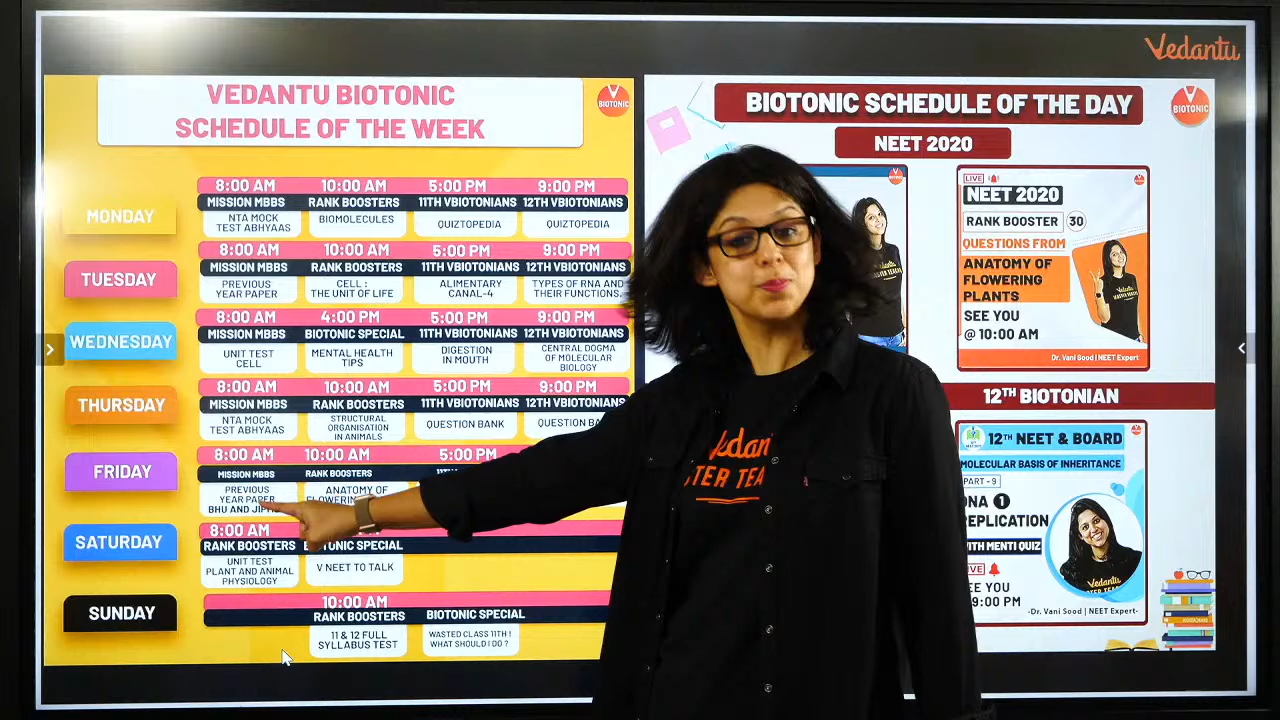 Vedantu
VEDANTU BIOTONIC
SCHEDULE OF THE WEEK
V
BIOTONIC
MONDAY
8:00 AM 10:00 AM 5:00 PM 9:00 PM
MISSION MBBS RANK BOOSTERS 11TH VBIOTONIANS 12TH VBIOTONIANS
NTA MOCK
TEST ABHYAAS
BIOMOLECULES
QUIZTOPEDIA
QUIZTOPEDIA
TUESDAY
8:00 AM 10:00 AM 5:00 PM 9:00 PM
MISSION MBBS RANK BOOSTERS 11TH VBIOTONIANS 12TH VBIOTONIANS
PREVIOUS
YEAR PAPER
CELL :
THE UNIT OF LIFE
ALIMENTARY
CANAL-4
TYPES OF RNA AND
THEIR FUNCTIONS.
WEDNESDAY
8:00 AM 4:00 PM 5:00 PM 9:00 PM
MISSION MBBS BIOTONIC SPECIAL 11TH VBIOTONIANS 12TH VBIOTONIANS
UNIT TEST
CELL
MENTAL HEALTH
TIPS
DIGESTION
IN MOUTH
CENTRAL DOGMA
OF MOLECULAR
BIOLOGY
THURSDAY
8:00 AM 10:00 AM 5:00 PM 9:00 PM
MISSION MBBS RANK BOOSTERS 11TH VBIOTONIANS 12TH VBIOTONIANS
NTA MOCK
TEST ABHYAAS
STRUCTURAL
ORGANISATION
IN ANIMALS
QUESTION BANK
QUESTION
FRIDAY
8:00 AM 10:00 AM 5:00 PM
MISSION MBBS RANK BOOSTERS
PREVIOUS
YEAR PAPER
BHU AND
ANATOMY OF
SATURDAY
8:00 AM
RANK BOOSTERS SPECIAL
UNIT TEST
PLANT AND ANIMAL
PHYSIOLOGY
V NEET TO TALK
SUNDAY
10:00 AM
RANK BOOSTERS BIOTONIC SPECIAL
11 & 12 FULL
SYLLABUS TEST
WASTED CLASS 11TH !
WHAT SHOULD I DO ?
BIOTONIC SCHEDULE OF THE DAY
V
BIOTONIC
NEET 2020
LIVE
NEET 2020
RANK BOOSTER 30
QUESTIONS FROM
ANATOMY OF
FLOWERING
PLANTS
SEE YOU
@ 10:00 AM
Dr. Vani Sood | NEET Expert
12TH BIOTONIAN
12TH NEET & BOARD
MOLECULAR BASIS OF INHERITANCE
PART - 9
DNA 1
REPLICATION
WITH MENTI QUIZ
LIVE
SEE YOU
9:00 PM
Vedantu
-Dr. Vani Sood | NEET Expert-